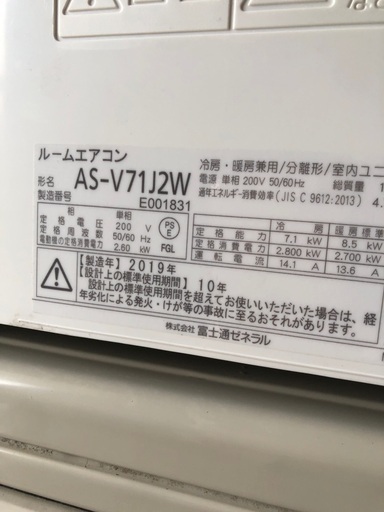 ルームエアコン
形名 AS-V71J2W
製造番号 E001831
冷房・暖房兼用/分離形/室内ユニ
電源 単相 200V 50/60Hz 総質量
通年エネルギー消費効率(JIS C 9612:2013) 4.
相 単相
定格電圧 200 V
定格周波数 50/60 Hz
電動機の定格消費電力 2.60 kW
PS E
FGL
冷房 暖房
定格能力 7.1 kW 8.5 kW
定格消費電力 2.800 kW 2.700 kW
運転電流 14.1 A 13.6 A
【製造年】2019年
【設計上の標準使用期間】10年
設計上の標準使用期間を超えてお使いいただいた場合は、経
年劣化による発火・けが等の事故に至るおそれがあります。
株式会社 富士通ゼネラル